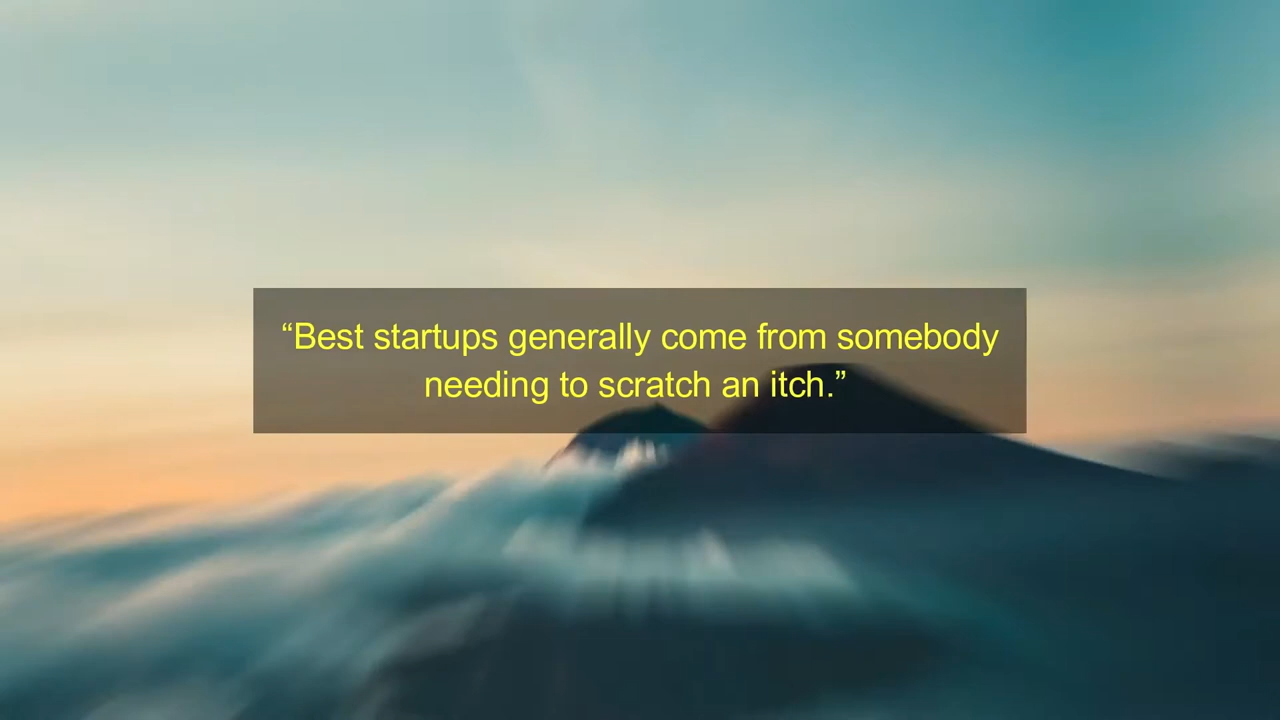 “Best startups generally come from somebody
needing to scratch an itch.”